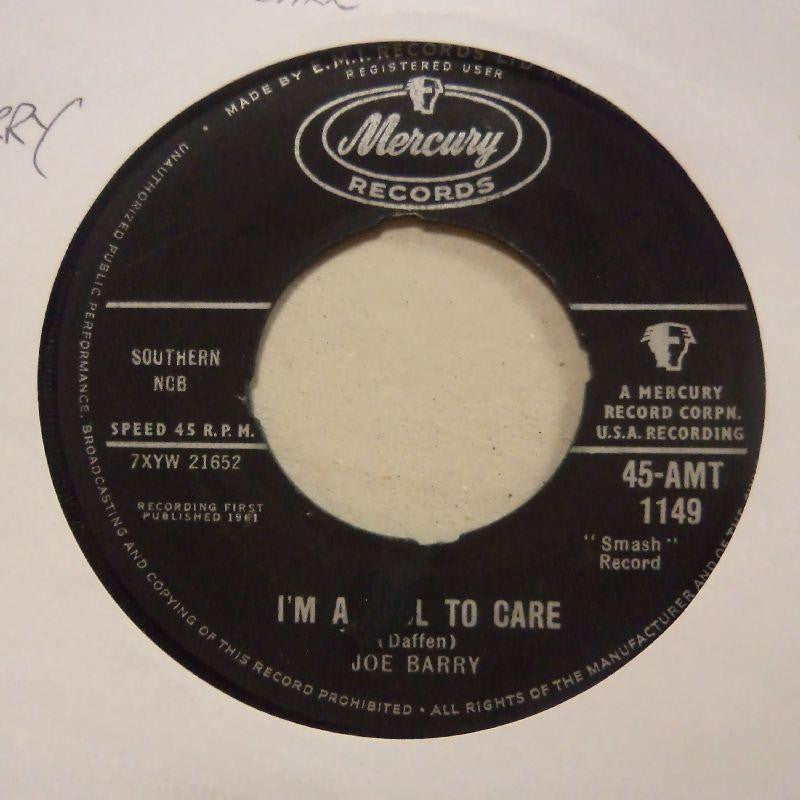 MADE BY E.M.I. RECORDS LTD
REGISTERED USER
Mercury
RECORDS
SOUTHERN
NCB
SPEED 45 R.P.M.
7XYW 21652
RECORDING FIRST
PUBLISHED 1961
A MERCURY
RECORD CORPN.
U.S.A. RECORDING
45-AMT
1149
"Smash"
Record
I'M A TO CARE
(Daffen)
JOE BARRY
UNAUTHORIZED PUBLIC PERFORMANCE, BROADCASTING AND COPYING OF THIS RECORD PROHIBITED • ALL RIGHTS OF THE MANUFACTURER AND OF THE